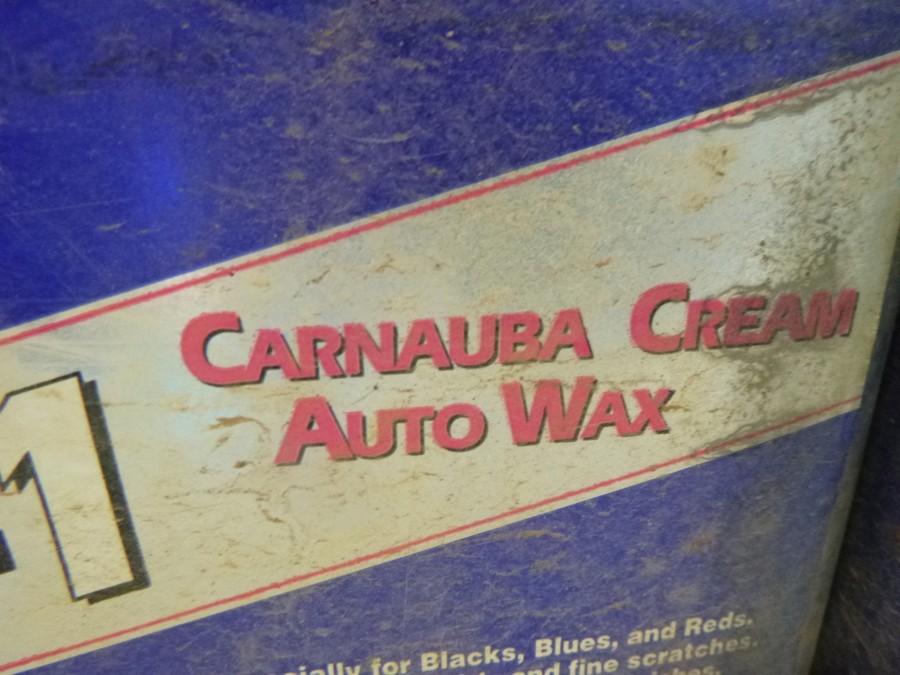 CARNAUBA CREAM
AUTO WAX
1
for Blacks, Blues, and Reds.
and fine scratches.